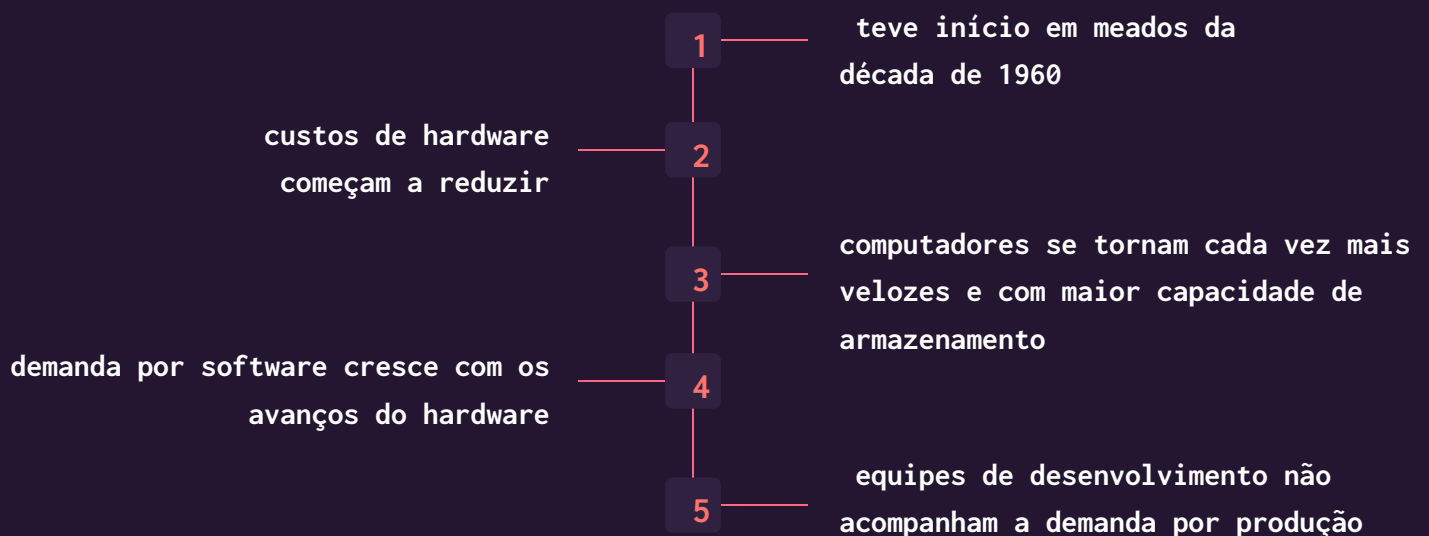 1
teve início em meados da
década de 1960
custos de hardware
começam a reduzir
2
3
computadores se tornam cada vez mais
velozes e com maior capacidade de
armazenamento
demanda por software cresce com os
avanços do hardware
4
5
equipes de desenvolvimento não
acompanham a demanda por produção